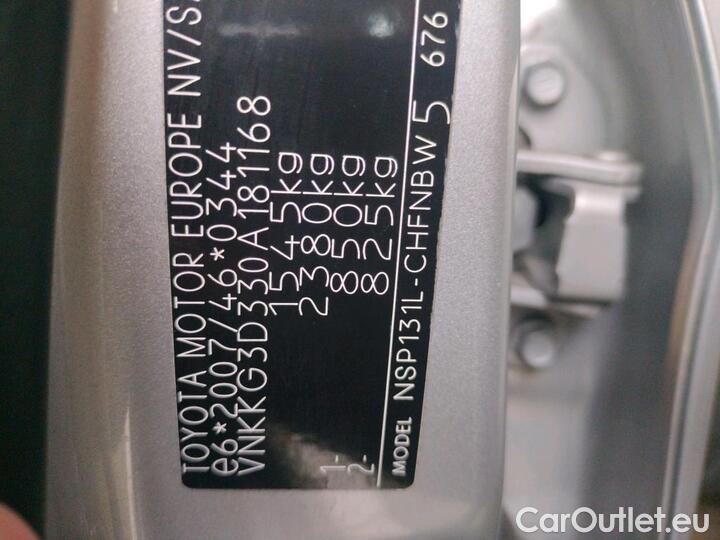 TOYOTA MOTOR EUROPE NV/SA
e6*2007/46*0344
VNKKG3D330A181168
1545kg
2380kg
1- 850kg
2- 825kg
MODEL NSP131L-CHFNBW 5 676
CarOutlet.eu